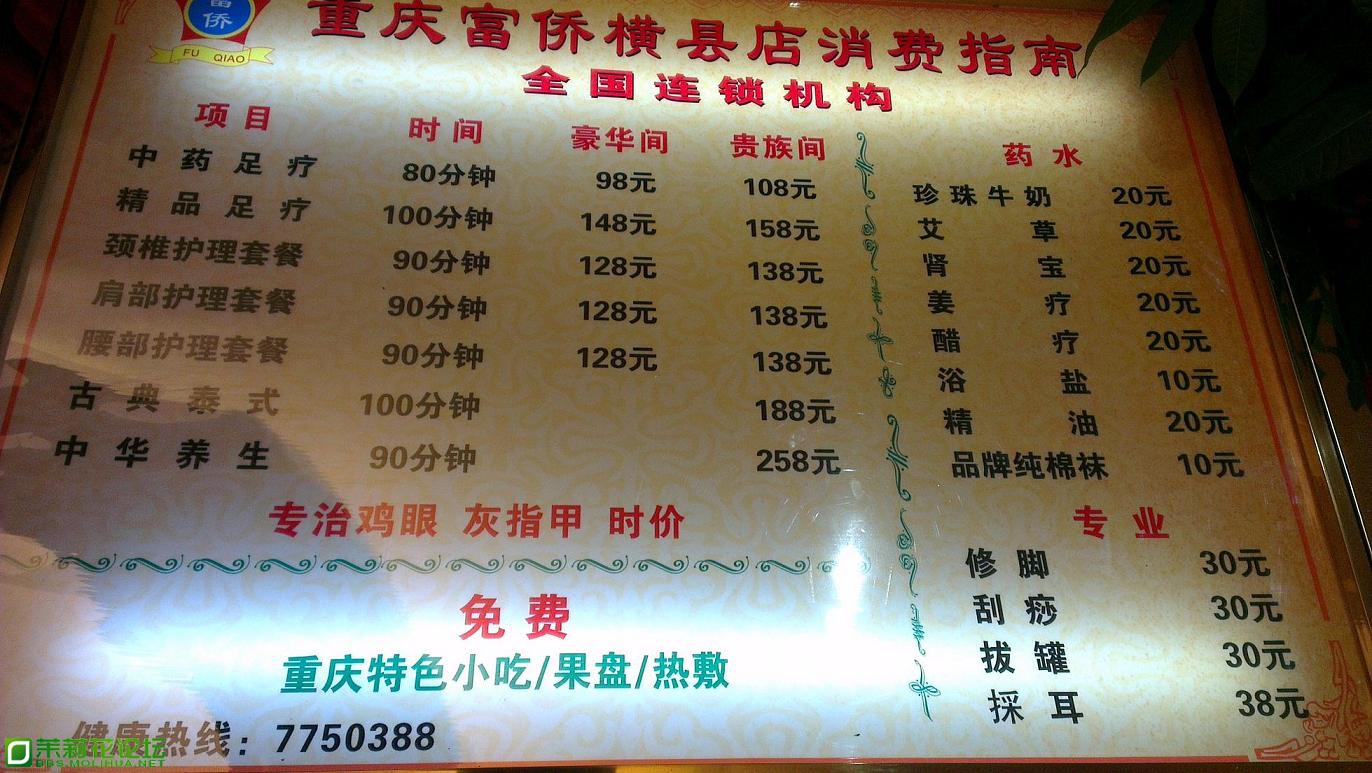 富侨
FU QIAO
重庆富侨横县店消费指南
全国连锁机构
项目 时间 豪华间 贵族间
中药足疗 80分钟 98元 108元
精品足疗 100分钟 148元 158元
颈椎护理套餐 90分钟 128元 138元
肩部护理套餐 90分钟 128元 138元
腰部护理套餐 90分钟 128元 138元
古典泰式 100分钟 188元
中华养生 90分钟 258元
专治鸡眼 灰指甲 时价
免费
重庆特色小吃/果盘/热敷
健康热线：7750388
药水
珍珠牛奶 20元
艾草 20元
肾宝 20元
姜疗 20元
醋疗 20元
浴盐 10元
精油 20元
品牌纯棉袜 10元
专业
修脚 30元
刮痧 30元
拔罐 30元
採耳 38元
茉莉花论坛
BBS.MOLIHUA.NET